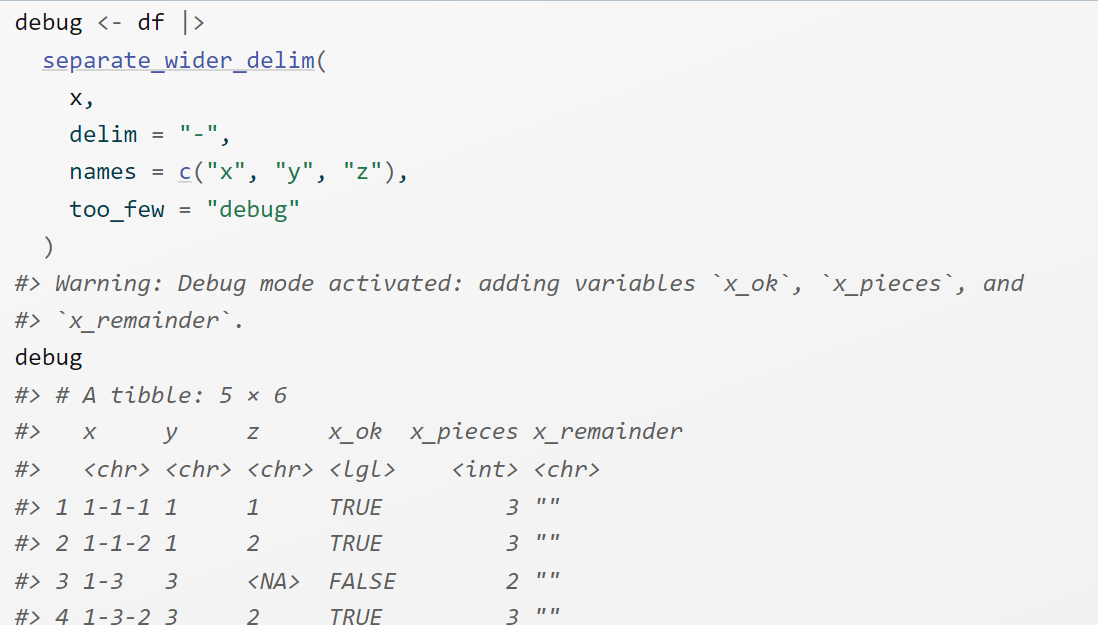 debug <- df |>
  separate_wider_delim(
    x,
    delim = "-",
    names = c("x", "y", "z"),
    too_few = "debug"
  )
#> Warning: Debug mode activated: adding variables `x_ok`, `x_pieces`, and
#> `x_remainder`.
debug
#> # A tibble: 5 × 6
#>   x     y     z     x_ok  x_pieces x_remainder
#>   <chr> <chr> <chr> <lgl>    <int> <chr>
#> 1 1-1-1 1     1     TRUE         3 ""
#> 2 1-1-2 1     2     TRUE         3 ""
#> 3 1-3   3     <NA>  FALSE        2 ""
#> 4 1-3-2 3     2     TRUE         3 ""